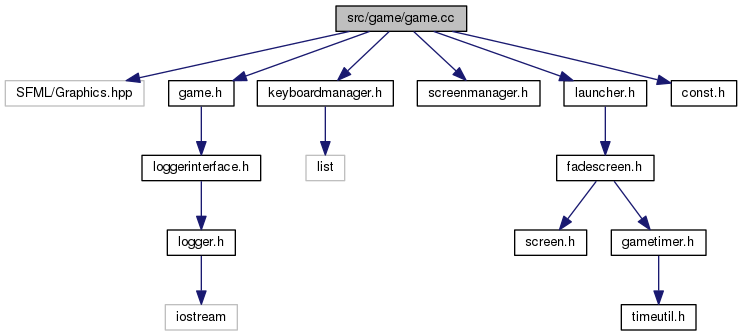 src/game/game.cc
SFML/Graphics.hpp
game.h
keyboardmanager.h
screenmanager.h
launcher.h
const.h
loggerinterface.h
list
fadescreen.h
logger.h
screen.h
gametimer.h
iostream
timeutil.h